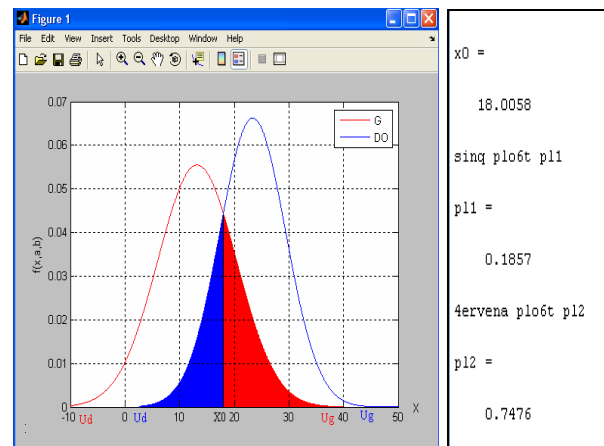 Figure 1
File Edit View Insert Tools Desktop Window Help
0.07
0.06
0.05
0.04
0.03
0.02
0.01
0
f(x,a,b)
G
DO
-10 Ud 0 Ud 10 X0 20 30 Ug 40 Ug 50 X
x0 =
18.0058
sinq plo6t pl1
pl1 =
0.1857
4ervena plo6t pl2
pl2 =
0.7476